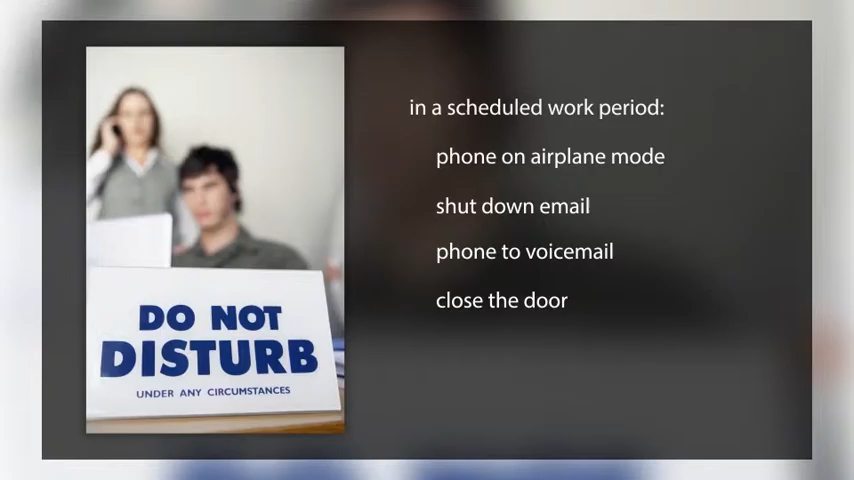 in a scheduled work period:
phone on airplane mode
shut down email
phone to voicemail
close the door
DO NOT
DISTURB
UNDER ANY CIRCUMSTANCES